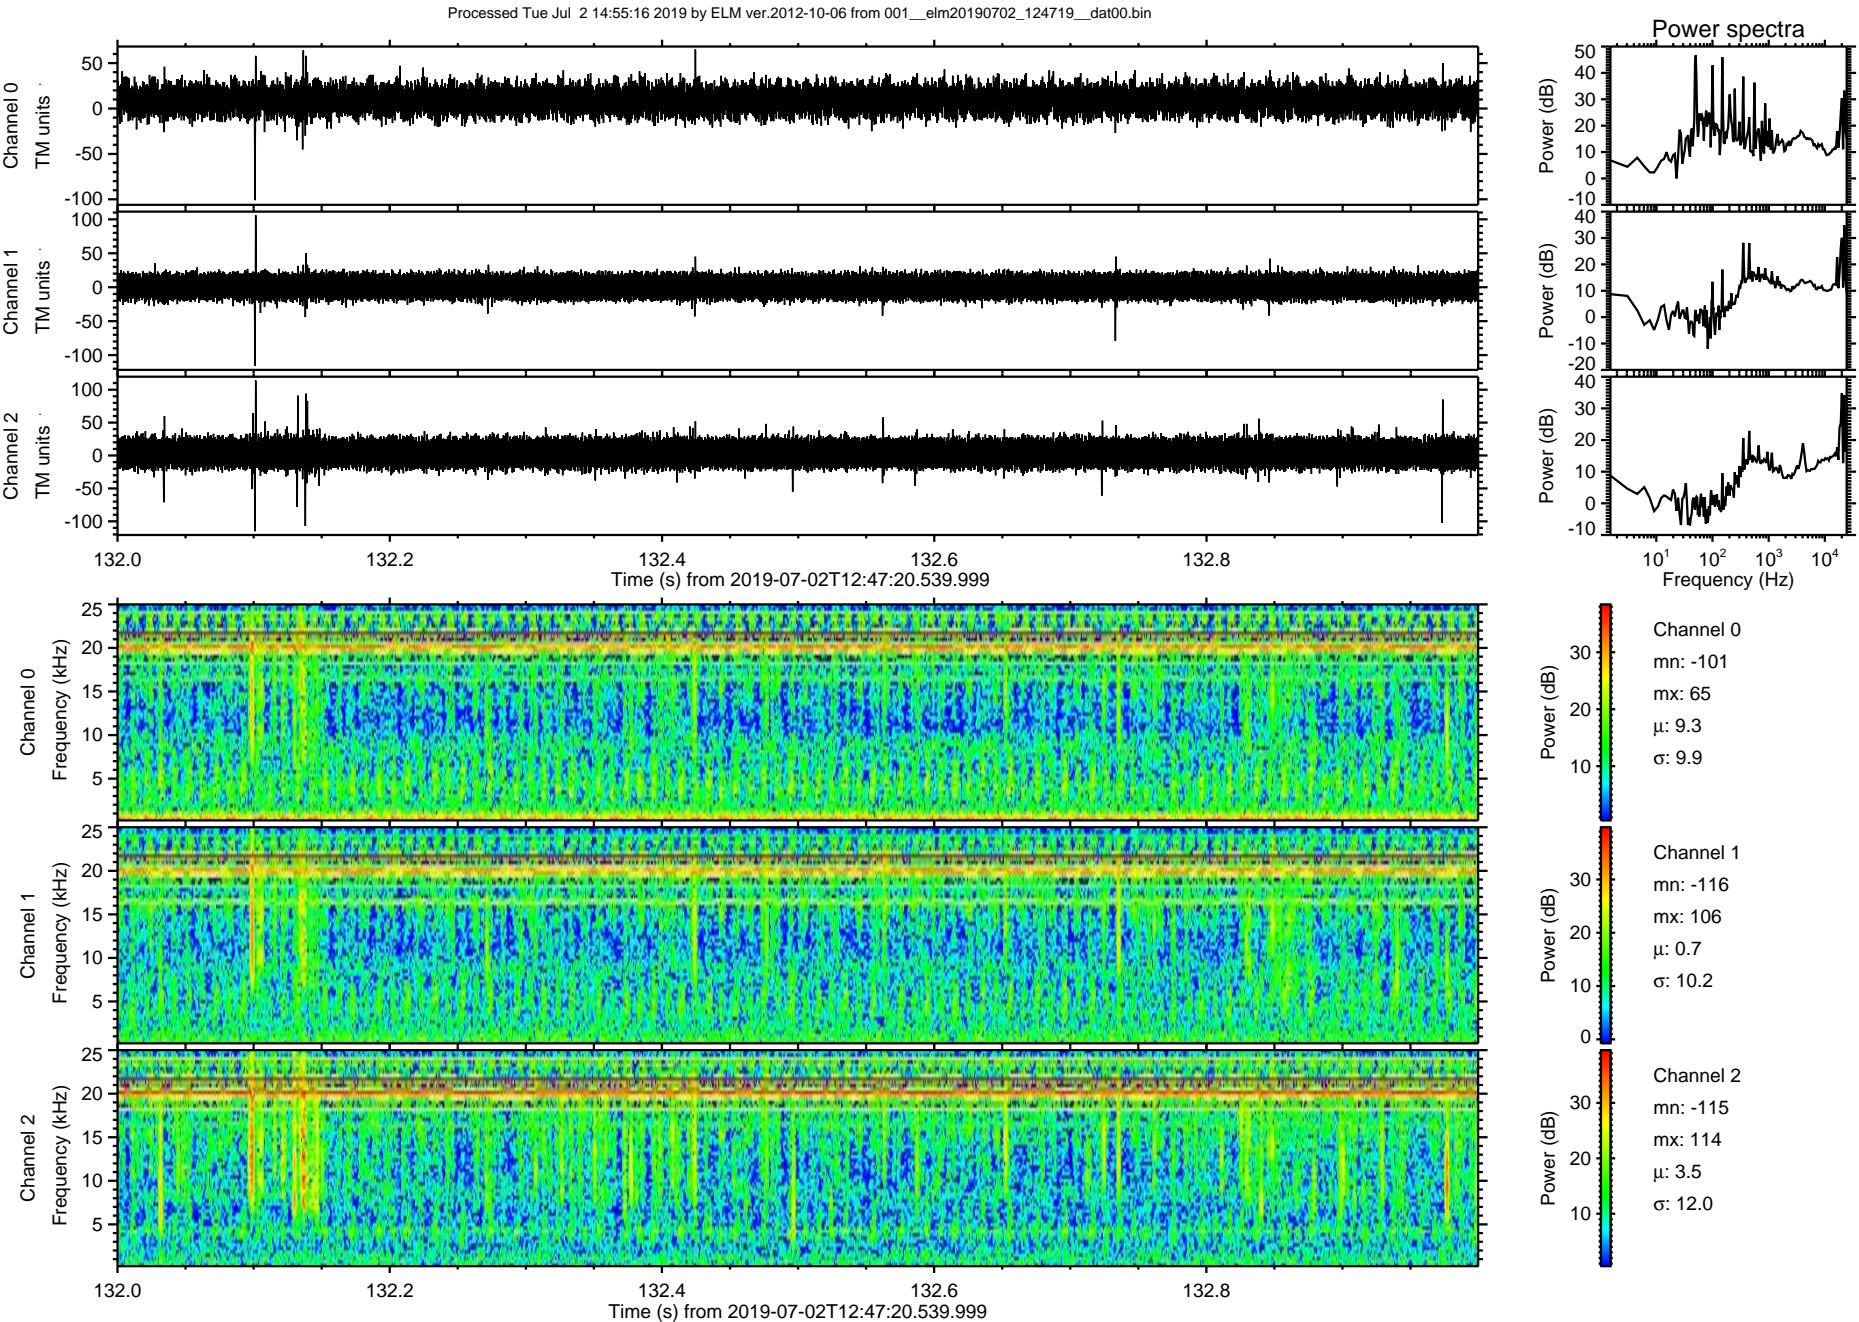 Processed Tue Jul  2 14:55:16 2019 by ELM ver.2012-10-06 from 001__elm20190702_124719__dat00.bin
Power spectra
Channel 0
TM units
50
0
-50
-100
Power (dB)
50
40
30
20
10
0
-10
Channel 1
TM units
100
50
0
-50
-100
Power (dB)
40
30
20
10
0
-10
-20
Channel 2
TM units
100
50
0
-50
-100
Power (dB)
40
30
20
10
0
-10
132.0 132.2 132.4 132.6 132.8
Time (s) from 2019-07-02T12:47:20.539.999
10^1 10^2 10^3 10^4
Frequency (Hz)
Channel 0
Frequency (kHz)
25
20
15
10
5
Power (dB)
30
20
10
Channel 0
mn: -101
mx: 65
μ: 9.3
σ: 9.9
Channel 1
Frequency (kHz)
25
20
15
10
5
Power (dB)
30
20
10
0
Channel 1
mn: -116
mx: 106
μ: 0.7
σ: 10.2
Channel 2
Frequency (kHz)
25
20
15
10
5
Power (dB)
30
20
10
Channel 2
mn: -115
mx: 114
μ: 3.5
σ: 12.0
132.0 132.2 132.4 132.6 132.8
Time (s) from 2019-07-02T12:47:20.539.999